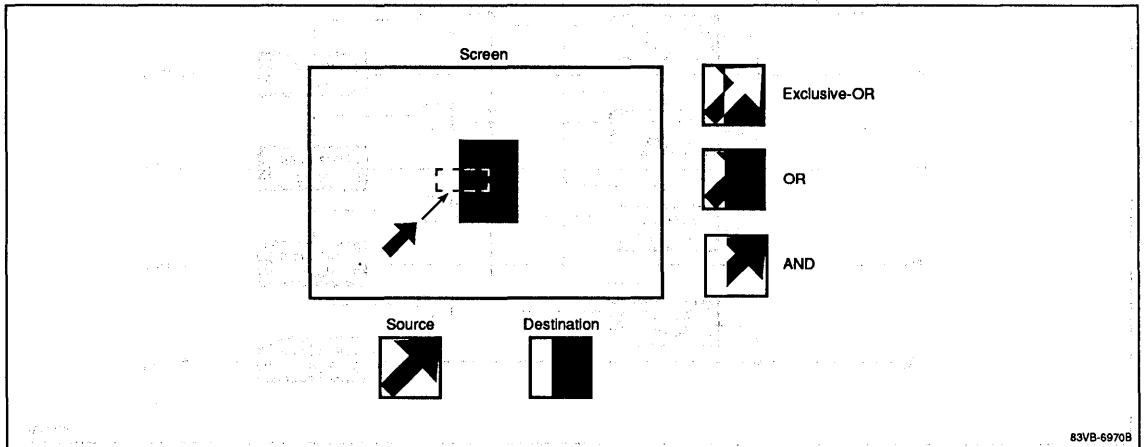 Screen
Exclusive-OR
OR
AND
Source
Destination
83VB-6970B